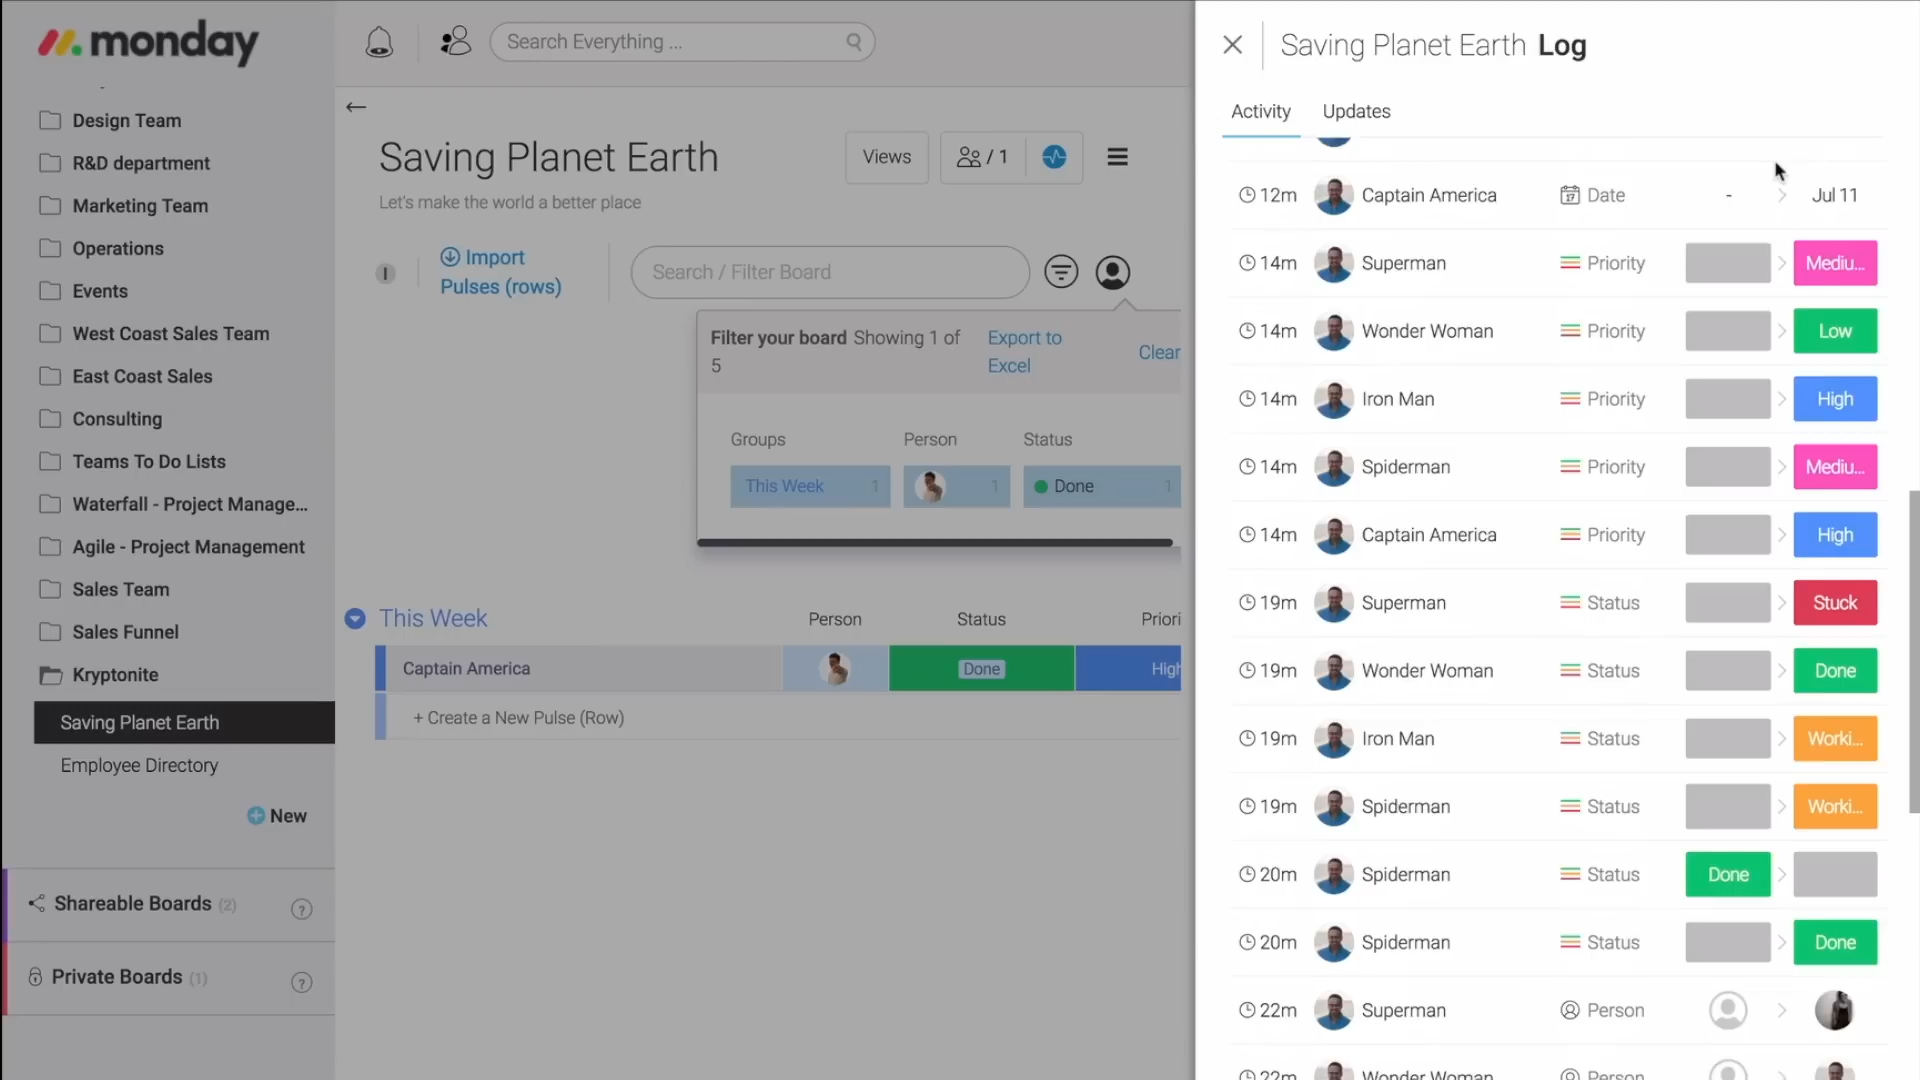 monday
Design Team
R&D department
Marketing Team
Operations
Events
West Coast Sales Team
East Coast Sales
Consulting
Teams To Do Lists
Waterfall - Project Manage...
Agile - Project Management
Sales Team
Sales Funnel
Kryptonite
Saving Planet Earth
Employee Directory
New
Shareable Boards (2) ?
Private Boards (1) ?
Search Everything ...
Saving Planet Earth
Let's make the world a better place
Views
/ 1
Import
Pulses (rows)
Search / Filter Board
Filter your board Showing 1 of
5
Export to
Excel
Clear
Groups Person Status
This Week 1 1 Done 1
This Week Person Status Priori
Captain America Done High
+ Create a New Pulse (Row)
Saving Planet Earth Log
Activity Updates
12m Captain America Date - > Jul 11
14m Superman Priority > Mediu...
14m Wonder Woman Priority > Low
14m Iron Man Priority > High
14m Spiderman Priority > Mediu...
14m Captain America Priority > High
19m Superman Status > Stuck
19m Wonder Woman Status > Done
19m Iron Man Status > Worki...
19m Spiderman Status > Worki...
20m Spiderman Status Done >
20m Spiderman Status > Done
22m Superman Person >
22m Wonder Woman Person